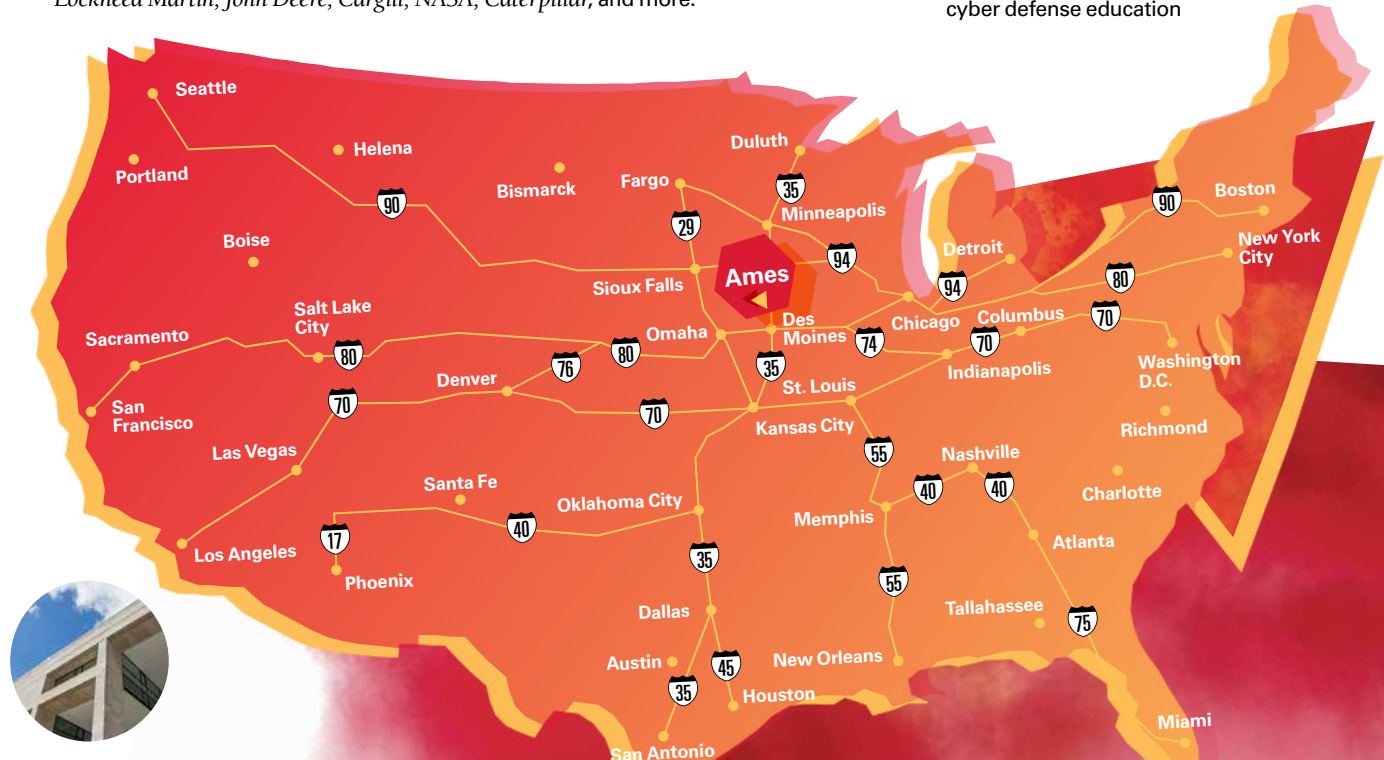 Lockheed Martin, John Deere, Cargill, NASA, Caterpillar, and more.
cyber defense education
Seattle
Portland
Helena
90
Bismarck
Fargo
Duluth
35
29
Minneapolis
94
Boise
Ames
Sioux Falls
Detroit
94
90
Boston
New York
City
80
Salt Lake
City
80
Sacramento
San
Francisco
Omaha
80
76
Des
Moines
35
74
Chicago
Columbus
70
70
Indianapolis
Washington
D.C.
Denver
70
70
St. Louis
Kansas City
Richmond
Las Vegas
55
Nashville
40
40
Charlotte
Santa Fe
40
Oklahoma City
Memphis
Los Angeles
17
Phoenix
35
Atlanta
55
Dallas
Tallahassee
75
Austin
45
35
Houston
New Orleans
San Antonio
Miami